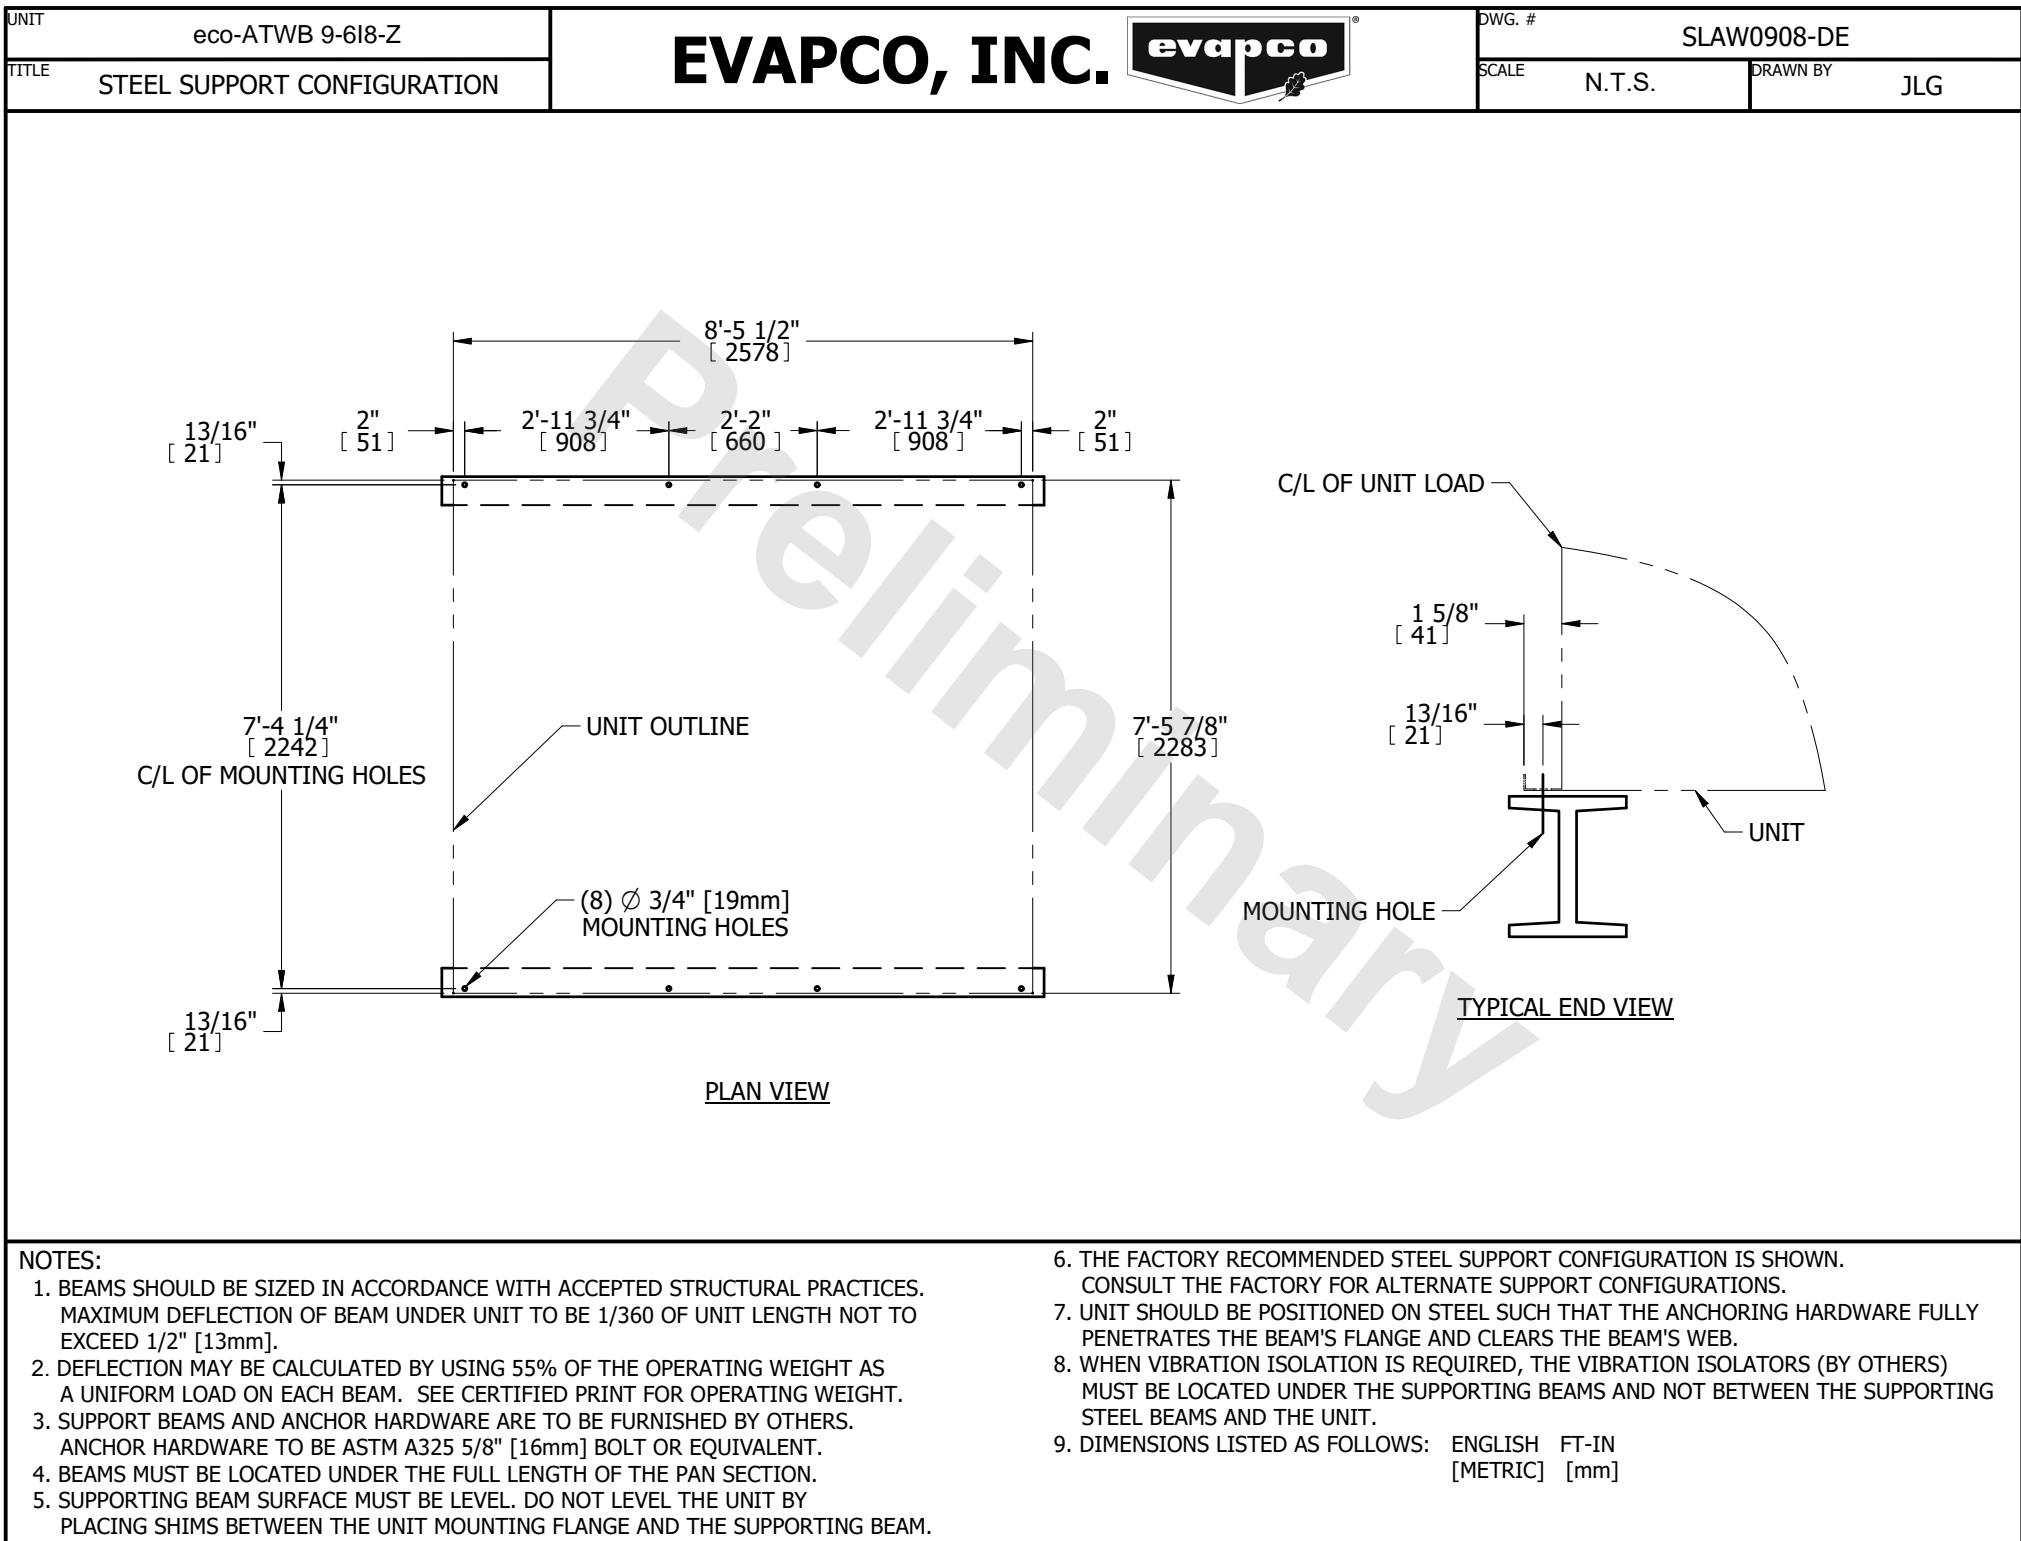 UNIT
eco-ATWB 9-6I8-Z
TITLE
STEEL SUPPORT CONFIGURATION
EVAPCO, INC.
evapco
®
DWG. #
SLAW0908-DE
SCALE
N.T.S.
DRAWN BY
JLG
8'-5 1/2"
[ 2578 ]
13/16"
[ 21 ]
2"
[ 51 ]
2'-11 3/4"
[ 908 ]
2'-2"
[ 660 ]
2'-11 3/4"
[ 908 ]
2"
[ 51 ]
7'-4 1/4"
[ 2242 ]
C/L OF MOUNTING HOLES
UNIT OUTLINE
7'-5 7/8"
[ 2283 ]
(8) ∅ 3/4" [19mm]
MOUNTING HOLES
13/16"
[ 21 ]
PLAN VIEW
C/L OF UNIT LOAD
1 5/8"
[ 41 ]
13/16"
[ 21 ]
UNIT
MOUNTING HOLE
TYPICAL END VIEW
Preliminary
NOTES:
1. BEAMS SHOULD BE SIZED IN ACCORDANCE WITH ACCEPTED STRUCTURAL PRACTICES.
MAXIMUM DEFLECTION OF BEAM UNDER UNIT TO BE 1/360 OF UNIT LENGTH NOT TO
EXCEED 1/2" [13mm].
2. DEFLECTION MAY BE CALCULATED BY USING 55% OF THE OPERATING WEIGHT AS
A UNIFORM LOAD ON EACH BEAM. SEE CERTIFIED PRINT FOR OPERATING WEIGHT.
3. SUPPORT BEAMS AND ANCHOR HARDWARE ARE TO BE FURNISHED BY OTHERS.
ANCHOR HARDWARE TO BE ASTM A325 5/8" [16mm] BOLT OR EQUIVALENT.
4. BEAMS MUST BE LOCATED UNDER THE FULL LENGTH OF THE PAN SECTION.
5. SUPPORTING BEAM SURFACE MUST BE LEVEL. DO NOT LEVEL THE UNIT BY
PLACING SHIMS BETWEEN THE UNIT MOUNTING FLANGE AND THE SUPPORTING BEAM.
6. THE FACTORY RECOMMENDED STEEL SUPPORT CONFIGURATION IS SHOWN.
CONSULT THE FACTORY FOR ALTERNATE SUPPORT CONFIGURATIONS.
7. UNIT SHOULD BE POSITIONED ON STEEL SUCH THAT THE ANCHORING HARDWARE FULLY
PENETRATES THE BEAM'S FLANGE AND CLEARS THE BEAM'S WEB.
8. WHEN VIBRATION ISOLATION IS REQUIRED, THE VIBRATION ISOLATORS (BY OTHERS)
MUST BE LOCATED UNDER THE SUPPORTING BEAMS AND NOT BETWEEN THE SUPPORTING
STEEL BEAMS AND THE UNIT.
9. DIMENSIONS LISTED AS FOLLOWS: ENGLISH FT-IN
[METRIC] [mm]